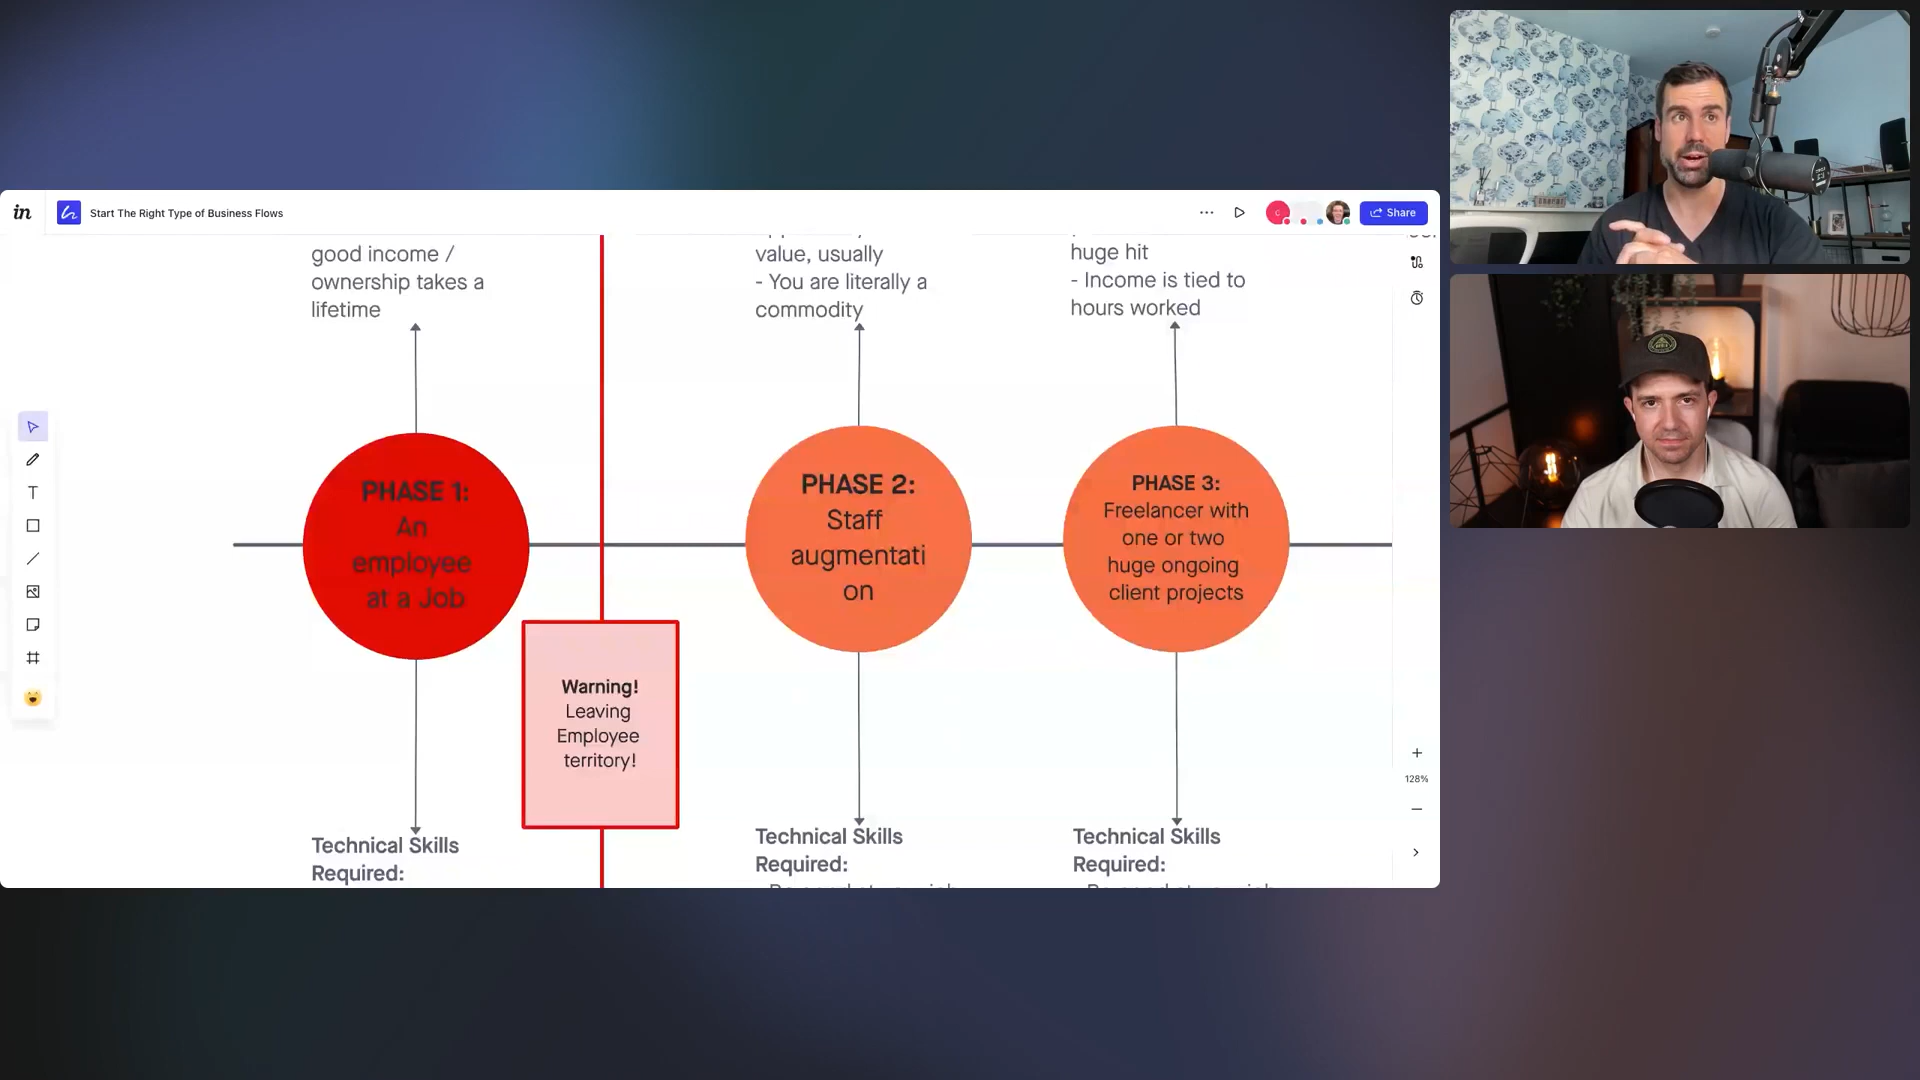 in
Start The Right Type of Business Flows
Share
good income /
ownership takes a
lifetime
value, usually
- You are literally a
commodity
huge hit
- Income is tied to
hours worked
PHASE 1:
An
employee
at a Job
PHASE 2:
Staff
augmentati
on
PHASE 3:
Freelancer with
one or two
huge ongoing
client projects
Warning!
Leaving
Employee
territory!
128%
Technical Skills
Required:
Technical Skills
Required:
Technical Skills
Required: